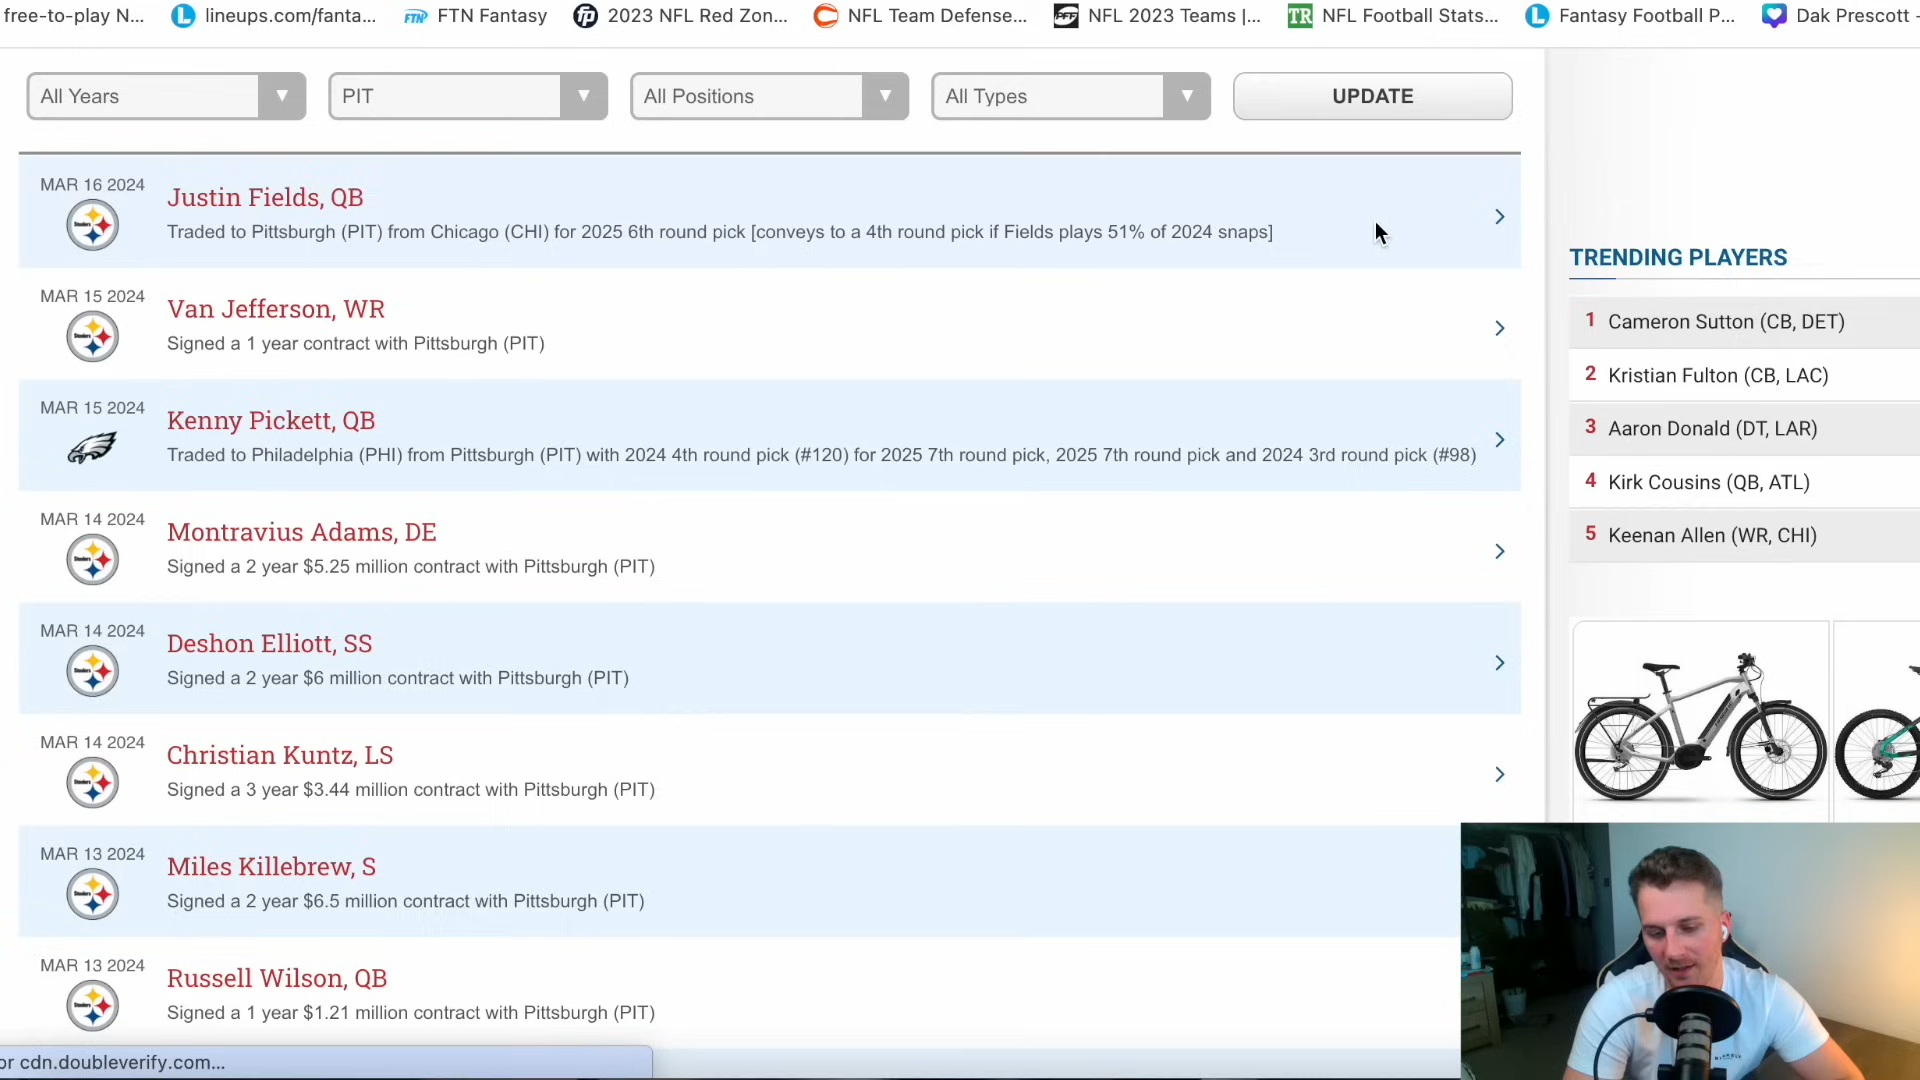 free-to-play N...
lineups.com/fanta...
FTN Fantasy
2023 NFL Red Zon...
NFL Team Defense...
NFL 2023 Teams |...
NFL Football Stats...
Fantasy Football P...
Dak Prescott -
All Years
PIT
All Positions
All Types
UPDATE
MAR 16 2024
Justin Fields, QB
Traded to Pittsburgh (PIT) from Chicago (CHI) for 2025 6th round pick [conveys to a 4th round pick if Fields plays 51% of 2024 snaps]
MAR 15 2024
Van Jefferson, WR
Signed a 1 year contract with Pittsburgh (PIT)
MAR 15 2024
Kenny Pickett, QB
Traded to Philadelphia (PHI) from Pittsburgh (PIT) with 2024 4th round pick (#120) for 2025 7th round pick, 2025 7th round pick and 2024 3rd round pick (#98)
MAR 14 2024
Montravius Adams, DE
Signed a 2 year $5.25 million contract with Pittsburgh (PIT)
MAR 14 2024
Deshon Elliott, SS
Signed a 2 year $6 million contract with Pittsburgh (PIT)
MAR 14 2024
Christian Kuntz, LS
Signed a 3 year $3.44 million contract with Pittsburgh (PIT)
MAR 13 2024
Miles Killebrew, S
Signed a 2 year $6.5 million contract with Pittsburgh (PIT)
MAR 13 2024
Russell Wilson, QB
Signed a 1 year $1.21 million contract with Pittsburgh (PIT)
or cdn.doubleverify.com...
TRENDING PLAYERS
1 Cameron Sutton (CB, DET)
2 Kristian Fulton (CB, LAC)
3 Aaron Donald (DT, LAR)
4 Kirk Cousins (QB, ATL)
5 Keenan Allen (WR, CHI)